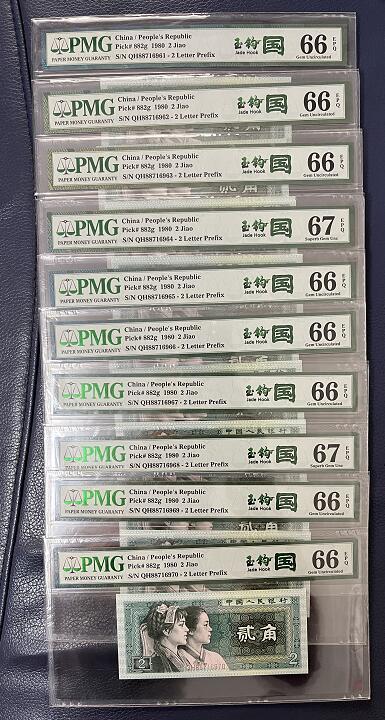 PMG
PAPER MONEY GUARANTY
China / People's Republic
Pick# 882g 1980 2 Jiao
S/N QH88716961 - 2 Letter Prefix
玉钩国
Jade Hook
66 EPQ
Gem Uncirculated
PMG
PAPER MONEY GUARANTY
China / People's Republic
Pick# 882g 1980 2 Jiao
S/N QH88716962 - 2 Letter Prefix
玉钩国
Jade Hook
66 EPQ
Gem Uncirculated
PMG
PAPER MONEY GUARANTY
China / People's Republic
Pick# 882g 1980 2 Jiao
S/N QH88716963 - 2 Letter Prefix
玉钩国
Jade Hook
66 EPQ
Gem Uncirculated
贰角
PMG
PAPER MONEY GUARANTY
China / People's Republic
Pick# 882g 1980 2 Jiao
S/N QH88716964 - 2 Letter Prefix
玉钩国
Jade Hook
67 EPQ
Superb Gem Unc
PMG
PAPER MONEY GUARANTY
China / People's Republic
Pick# 882g 1980 2 Jiao
S/N QH88716965 - 2 Letter Prefix
玉钩国
Jade Hook
66 EPQ
Gem Uncirculated
PMG
PAPER MONEY GUARANTY
China / People's Republic
Pick# 882g 1980 2 Jiao
S/N QH88716966 - 2 Letter Prefix
玉钩国
Jade Hook
66 EPQ
Gem Uncirculated
PMG
PAPER MONEY GUARANTY
China / People's Republic
Pick# 882g 1980 2 Jiao
S/N QH88716967 - 2 Letter Prefix
玉钩国
Jade Hook
66 EPQ
Gem Uncirculated
PMG
PAPER MONEY GUARANTY
China / People's Republic
Pick# 882g 1980 2 Jiao
S/N QH88716968 - 2 Letter Prefix
玉钩国
Jade Hook
67 EPQ
Superb Gem Unc
PMG
PAPER MONEY GUARANTY
China / People's Republic
Pick# 882g 1980 2 Jiao
S/N QH88716969 - 2 Letter Prefix
玉钩国
Jade Hook
66 EPQ
Gem Uncirculated
PMG
PAPER MONEY GUARANTY
China / People's Republic
Pick# 882g 1980 2 Jiao
S/N QH88716970 - 2 Letter Prefix
玉钩国
Jade Hook
66 EPQ
Gem Uncirculated
中国人民银行
贰角
QH88716970
2
2